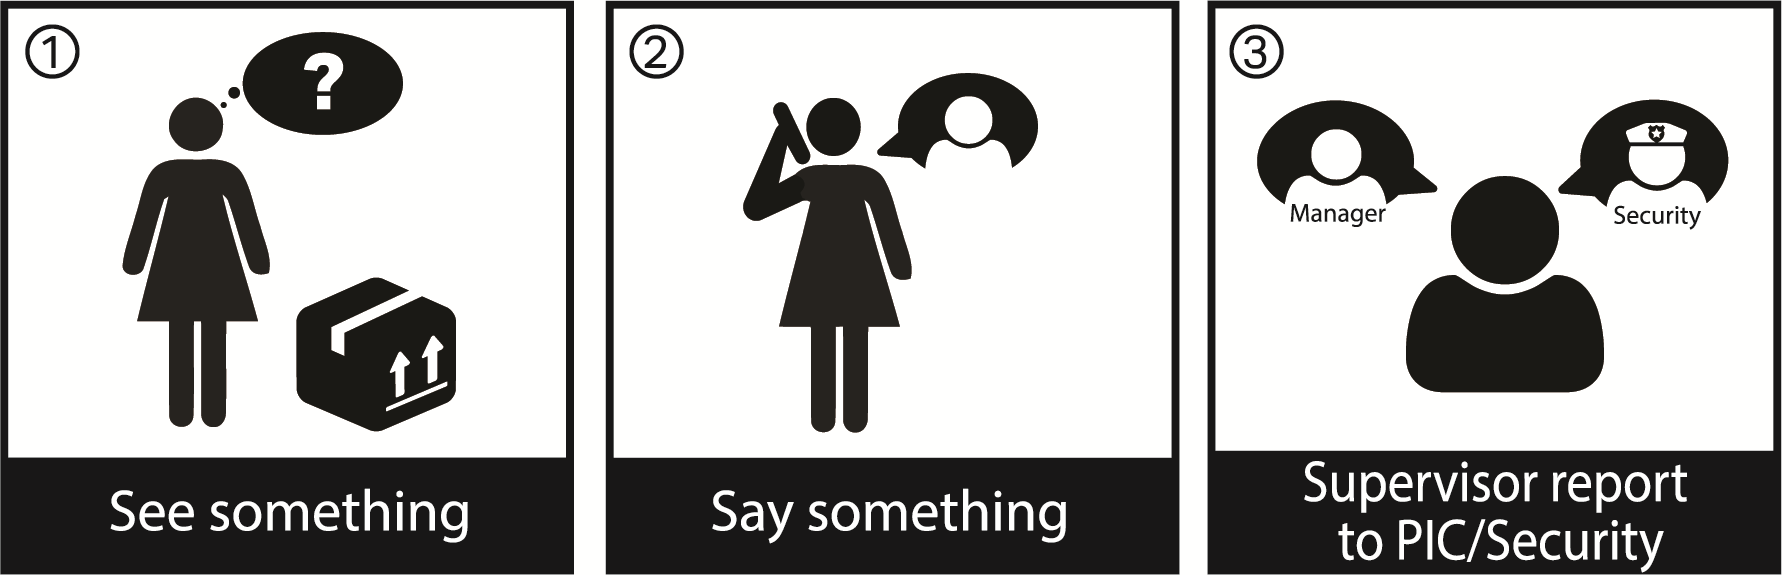 ①
?
See something
②
Say something
③
Manager
Security
Supervisor report
to PIC/Security